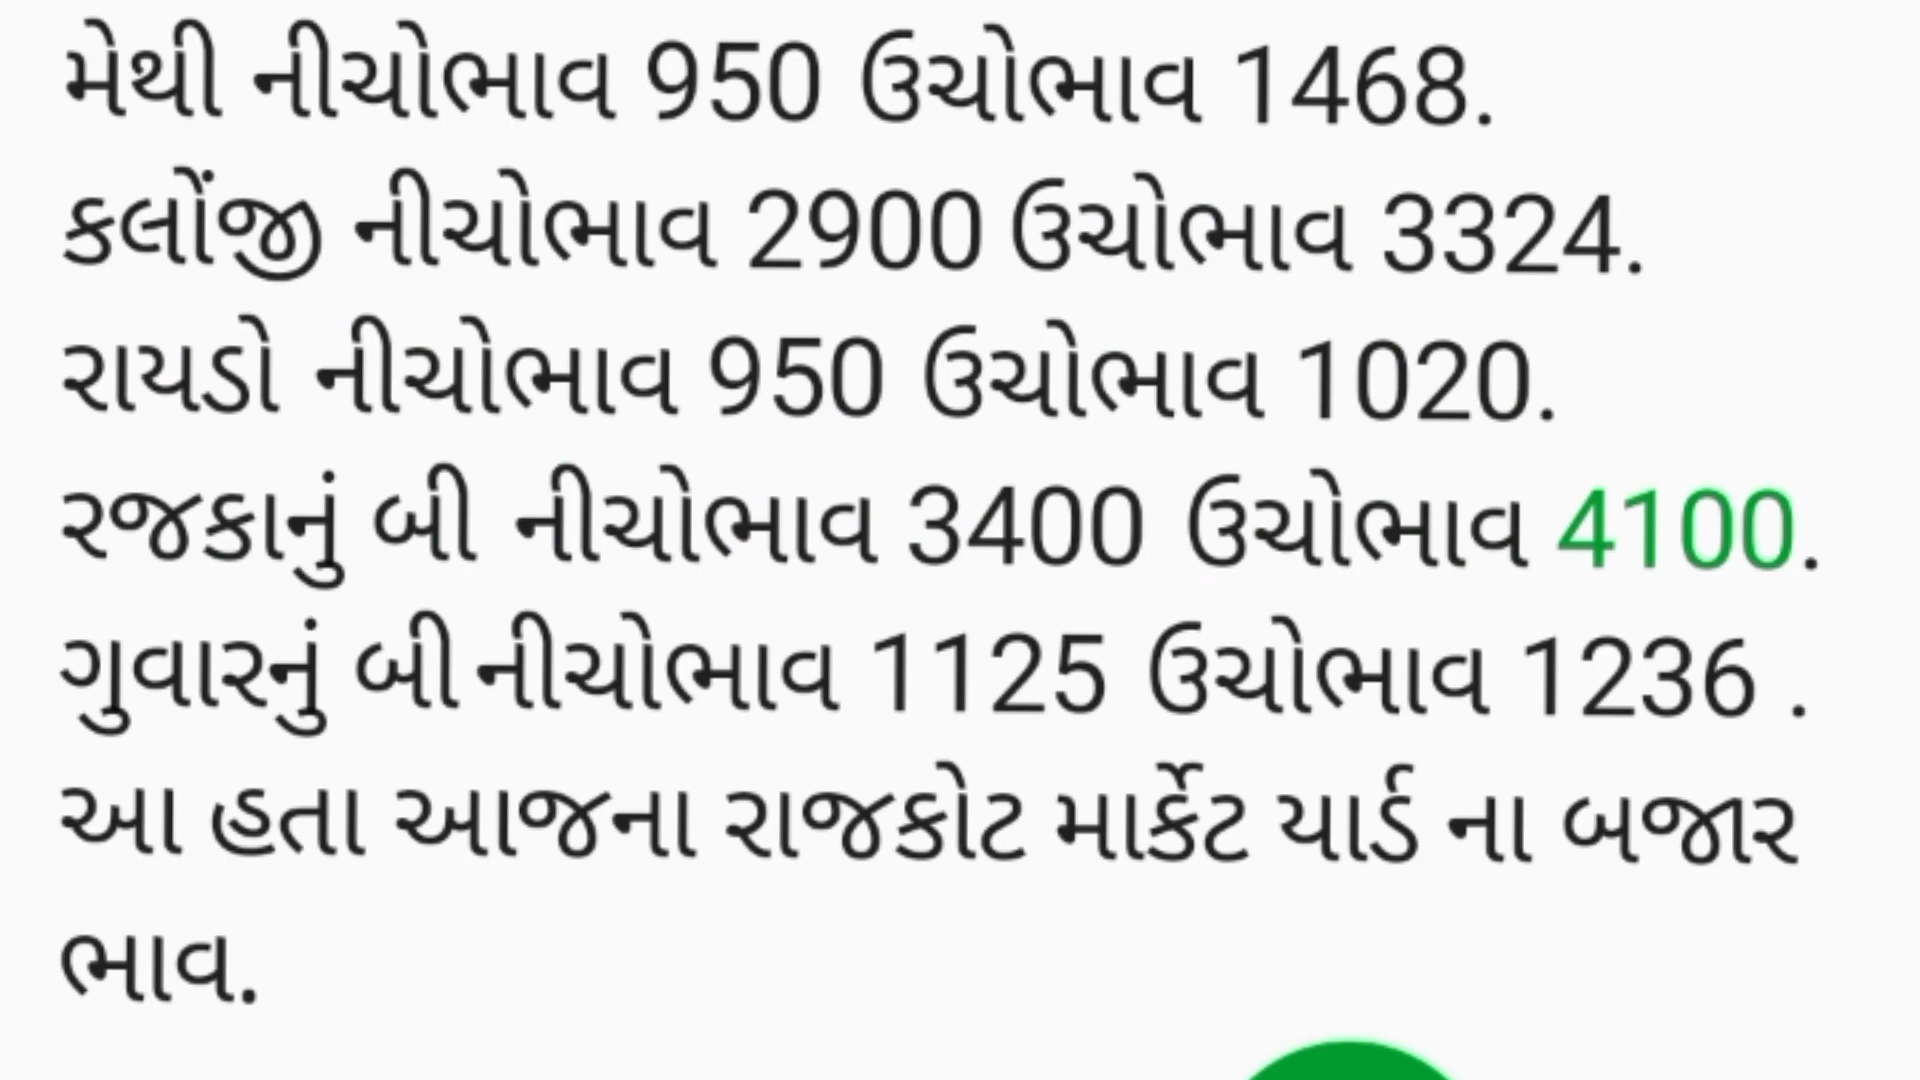 મેથી નીચોભાવ 950 ઉચોભાવ 1468.
કલોંજી નીચોભાવ 2900 ઉચોભાવ 3324.
રાયડો નીચોભાવ 950 ઉચોભાવ 1020.
રજકાનું બી નીચોભાવ 3400 ઉચોભાવ 4100.
ગુવારનું બી નીચોભાવ 1125 ઉચોભાવ 1236 .
આ હતા આજના રાજકોટ માર્કેટ યાર્ડ ના બજાર
ભાવ.